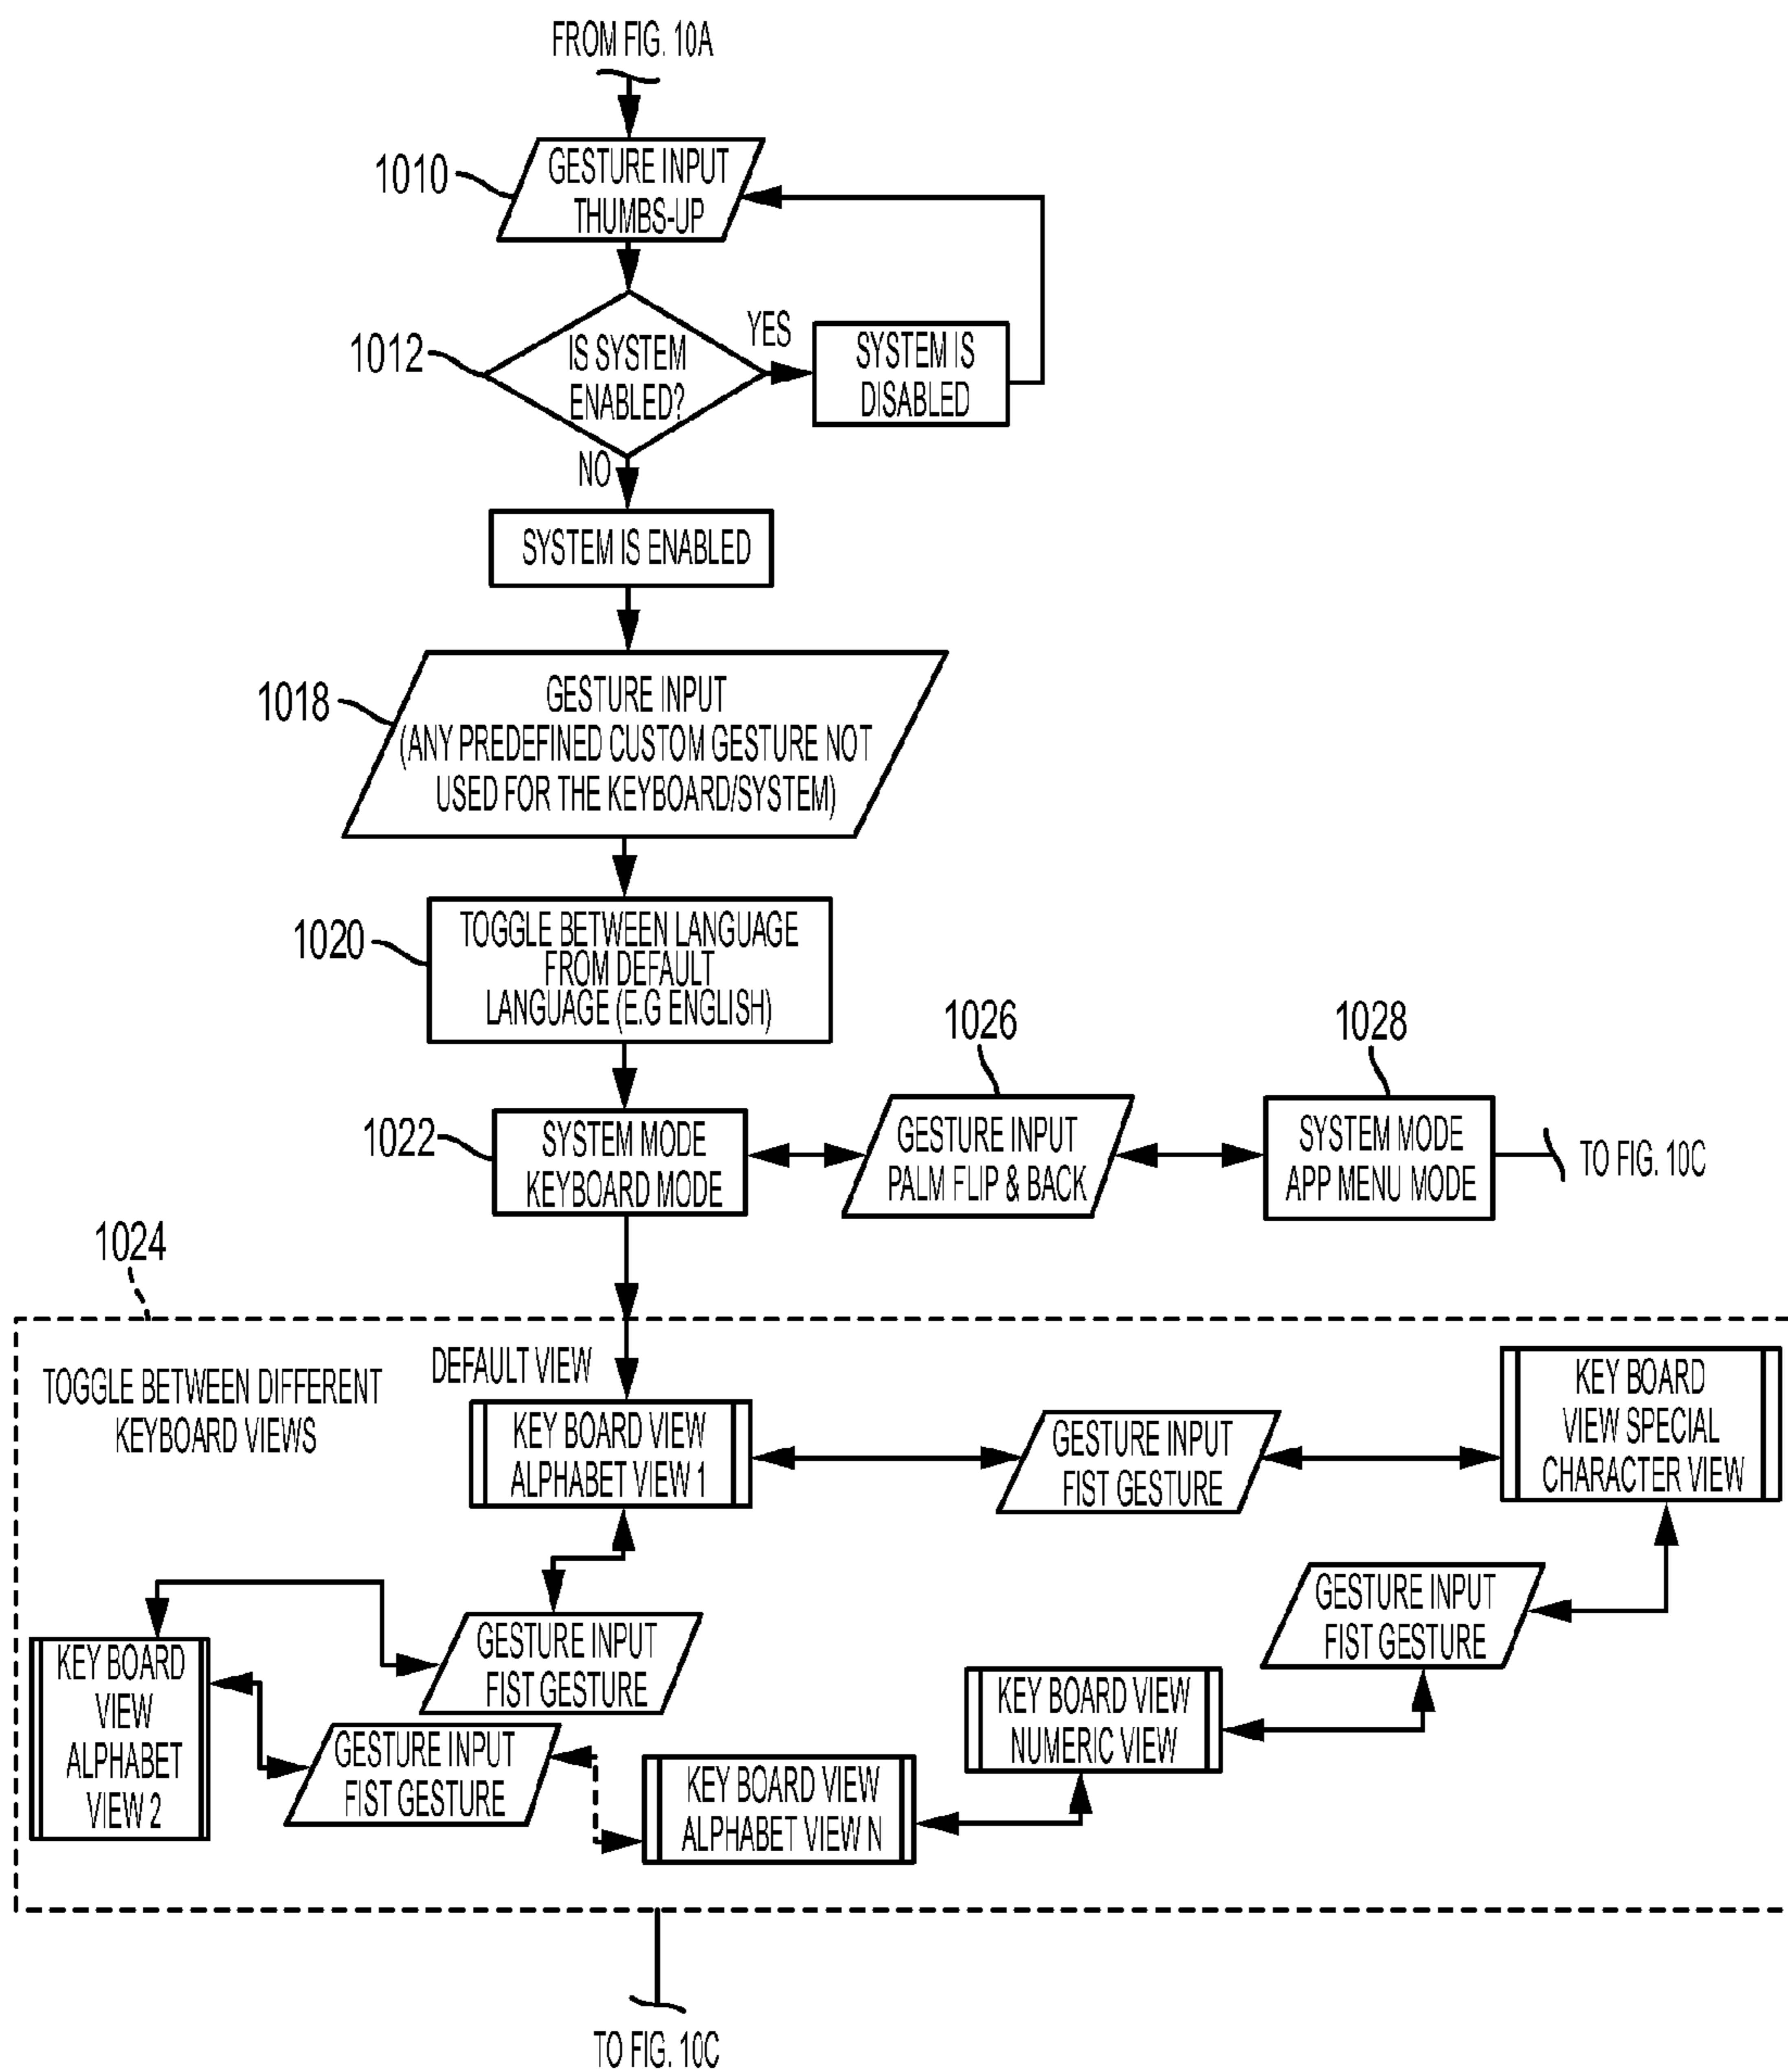 FROM FIG. 10A
1010
GESTURE INPUT
THUMBS-UP
1012
IS SYSTEM
ENABLED?
YES
SYSTEM IS
DISABLED
NO
SYSTEM IS ENABLED
1018
GESTURE INPUT
(ANY PREDEFINED CUSTOM GESTURE NOT
USED FOR THE KEYBOARD/SYSTEM)
1020
TOGGLE BETWEEN LANGUAGE
FROM DEFAULT
LANGUAGE (E.G ENGLISH)
1022
SYSTEM MODE
KEYBOARD MODE
1026
GESTURE INPUT
PALM FLIP & BACK
1028
SYSTEM MODE
APP MENU MODE
TO FIG. 10C
1024
TOGGLE BETWEEN DIFFERENT
KEYBOARD VIEWS
DEFAULT VIEW
KEY BOARD VIEW
ALPHABET VIEW 1
GESTURE INPUT
FIST GESTURE
KEY BOARD
VIEW SPECIAL
CHARACTER VIEW
GESTURE INPUT
FIST GESTURE
GESTURE INPUT
FIST GESTURE
KEY BOARD
VIEW
ALPHABET
VIEW 2
GESTURE INPUT
FIST GESTURE
KEY BOARD VIEW
NUMERIC VIEW
KEY BOARD VIEW
ALPHABET VIEW N
TO FIG. 10C